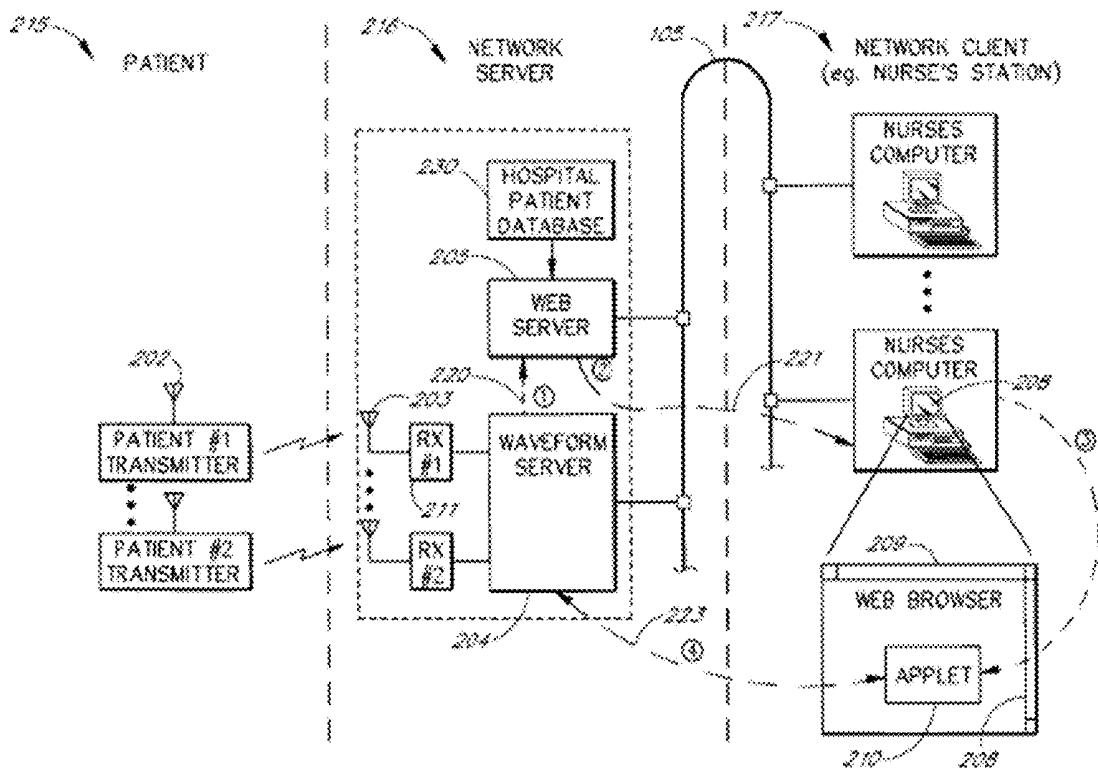 215
PATIENT
216
NETWORK
SERVER
105
217
NETWORK CLIENT
(eg. NURSE'S STATION)
NURSES
COMPUTER
230
HOSPITAL
PATIENT
DATABASE
205
WEB
SERVER
2
NURSES
COMPUTER
221
206
202
220
1
203
PATIENT #1
TRANSMITTER
RX
#1
WAVEFORM
SERVER
3
211
PATIENT #2
TRANSMITTER
RX
#2
209
WEB BROWSER
204
223
4
APPLET
210
208